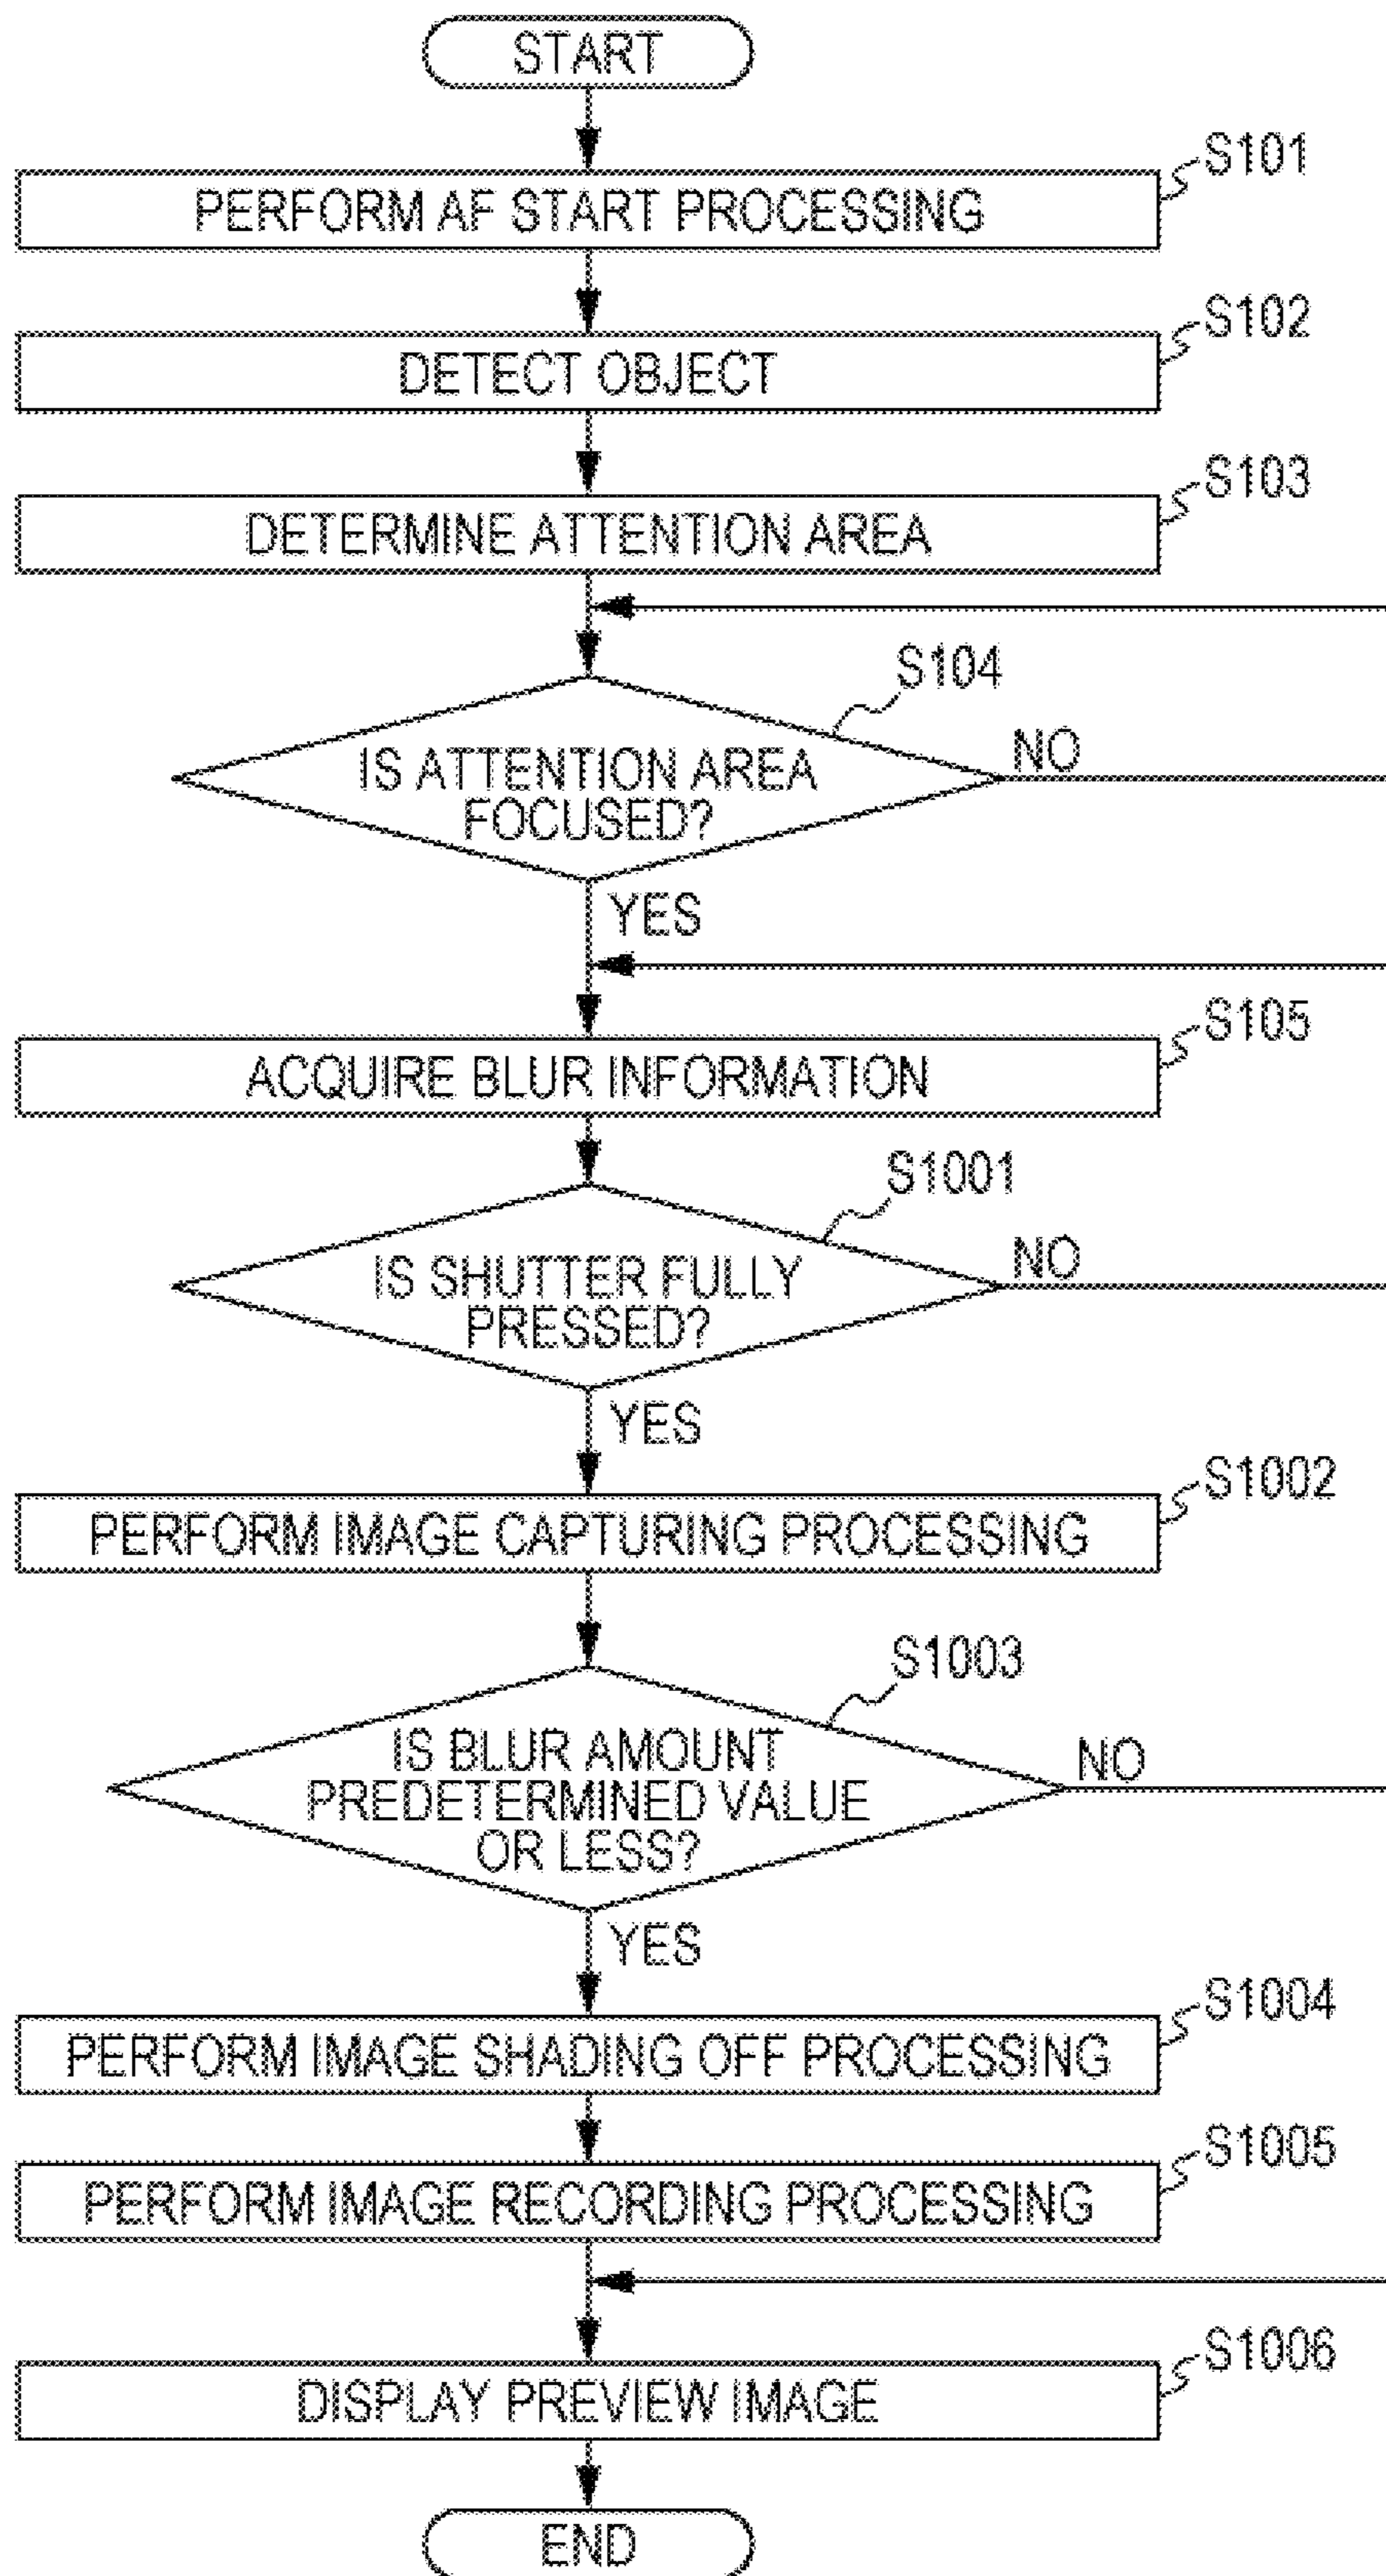 START
S101
PERFORM AF START PROCESSING
S102
DETECT OBJECT
S103
DETERMINE ATTENTION AREA
S104
IS ATTENTION AREA
FOCUSED?
NO
YES
S105
ACQUIRE BLUR INFORMATION
S1001
IS SHUTTER FULLY
PRESSED?
NO
YES
S1002
PERFORM IMAGE CAPTURING PROCESSING
S1003
IS BLUR AMOUNT
PREDETERMINED VALUE
OR LESS?
NO
YES
S1004
PERFORM IMAGE SHADING OFF PROCESSING
S1005
PERFORM IMAGE RECORDING PROCESSING
S1006
DISPLAY PREVIEW IMAGE
END